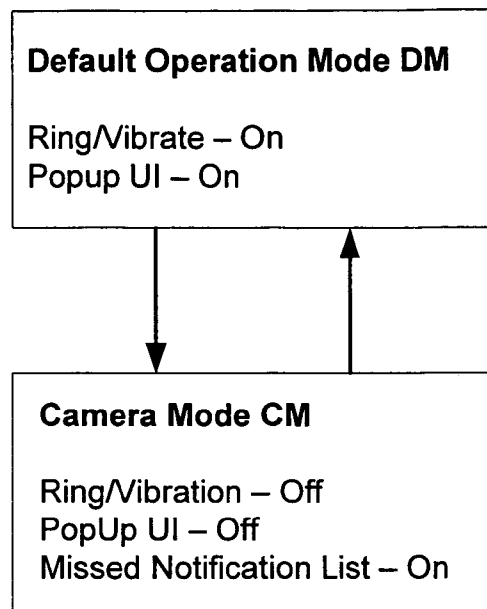 Default Operation Mode DM
Ring/Vibrate – On
Popup UI – On
Camera Mode CM
Ring/Vibration – Off
PopUp UI – Off
Missed Notification List – On